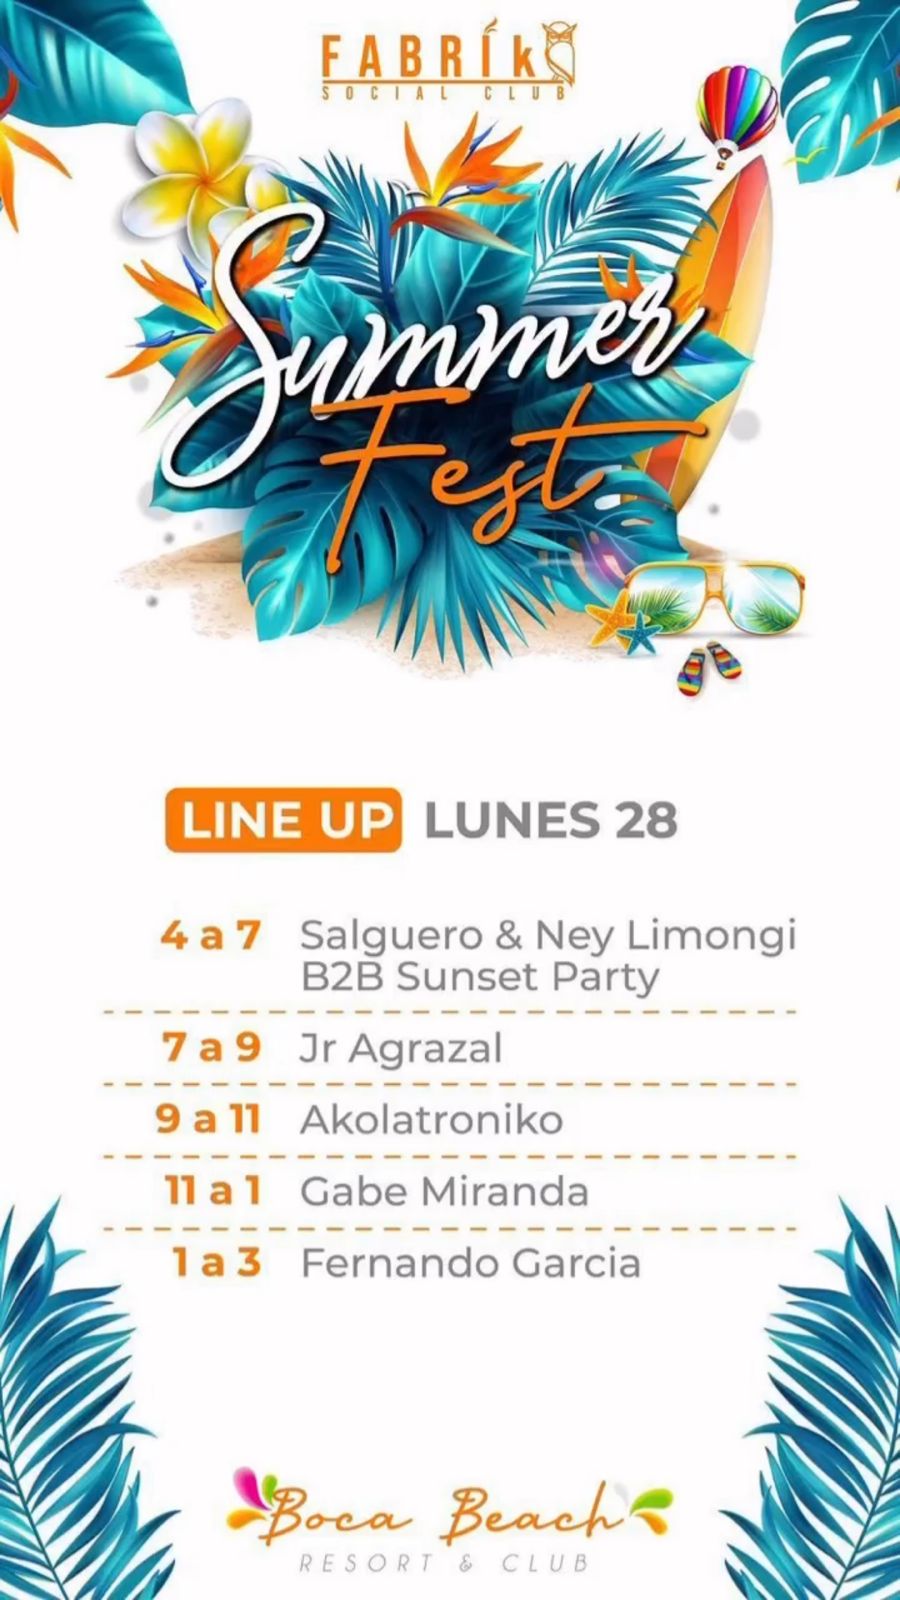 FABRÍK
SOCIAL CLUB
Summer
Fest
LINE UP LUNES 28
4 a 7 Salguero & Ney Limongi
B2B Sunset Party
7 a 9 Jr Agrazal
9 a 11 Akolatroniko
11 a 1 Gabe Miranda
1 a 3 Fernando Garcia
Boca Beach
RESORT & CLUB